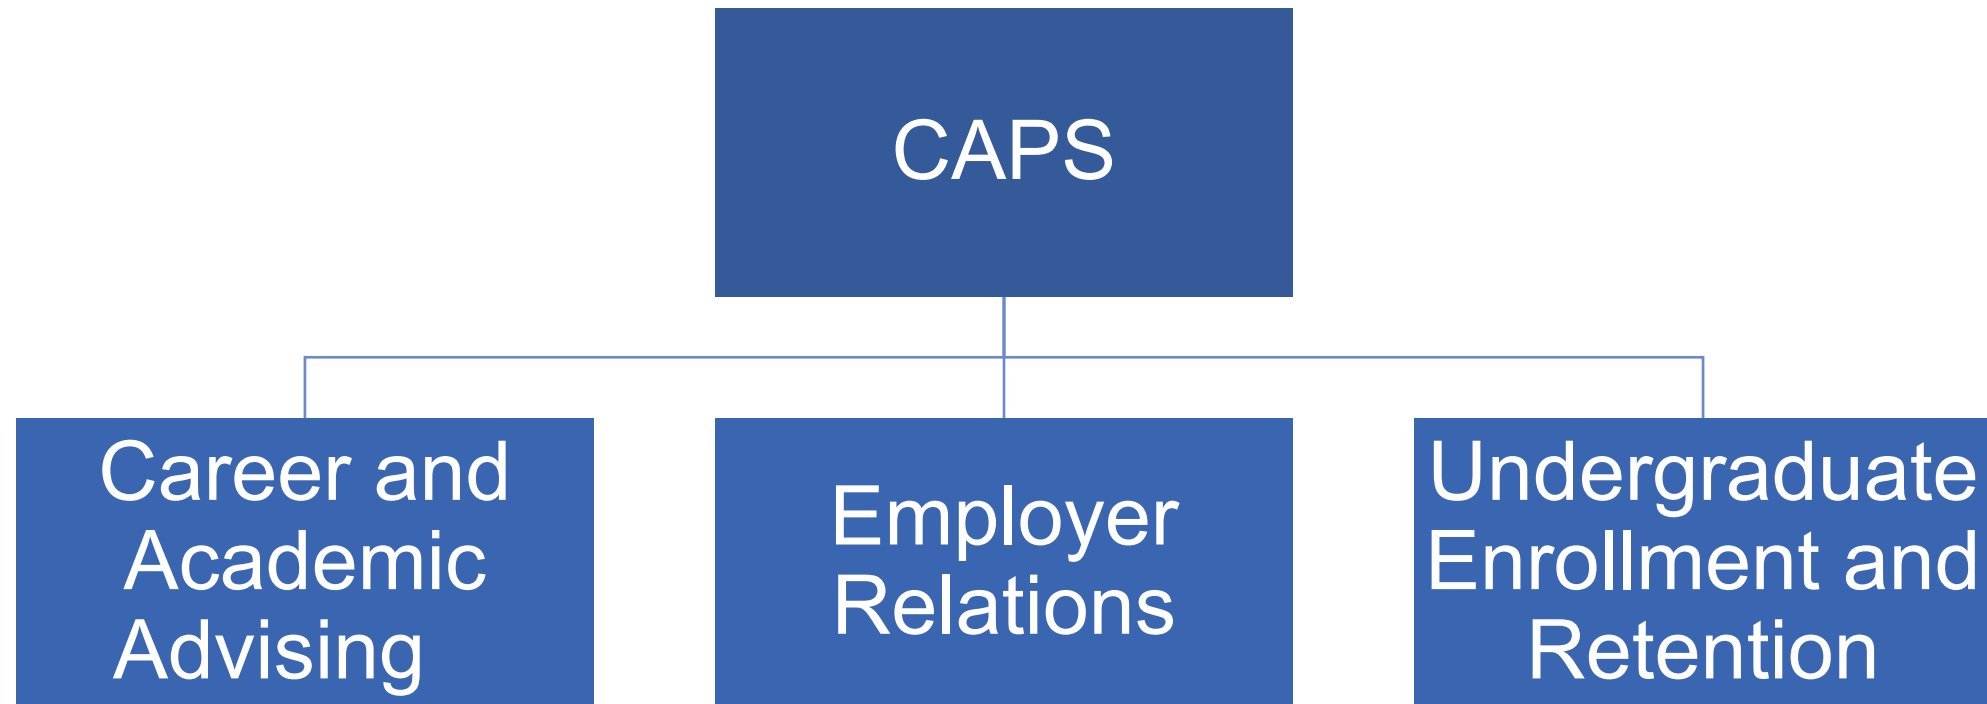 CAPS
Career and
Academic
Advising
Employer
Relations
Undergraduate
Enrollment and
Retention